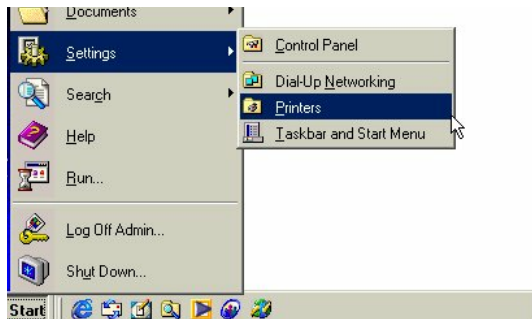 Documents
Settings
Search
Help
Run...
Log Off Admin...
Shut Down...
Start
Control Panel
Dial-Up Networking
Printers
Taskbar and Start Menu